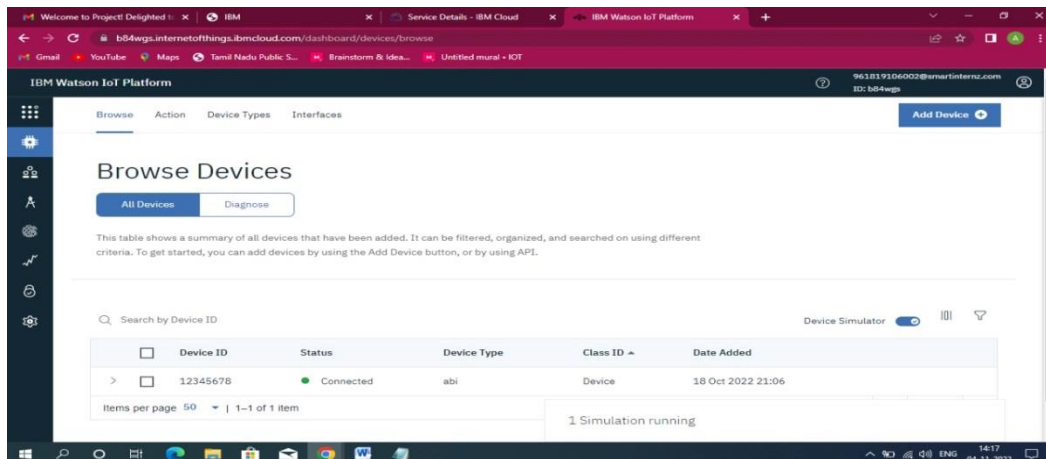 Welcome to Project! Delighted t
IBM
Service Details - IBM Cloud
IBM Watson IoT Platform
b84wgs.internetofthings.ibmcloud.com/dashboard/devices/browse
Gmail
YouTube
Maps
Tamil Nadu Public S...
Brainstorm & Idea...
Untitled mural • IOT
IBM Watson IoT Platform
961819106002@smartinternz.com
ID: b84wgs
Browse
Action
Device Types
Interfaces
Add Device
Browse Devices
All Devices
Diagnose
This table shows a summary of all devices that have been added. It can be filtered, organized, and searched on using different
criteria. To get started, you can add devices by using the Add Device button, or by using API.
Search by Device ID
Device Simulator
Device ID Status Device Type Class ID Date Added
12345678 Connected abi Device 18 Oct 2022 21:06
Items per page 50 | 1–1 of 1 item
1 Simulation running
ENG
14:17
04-11-2022